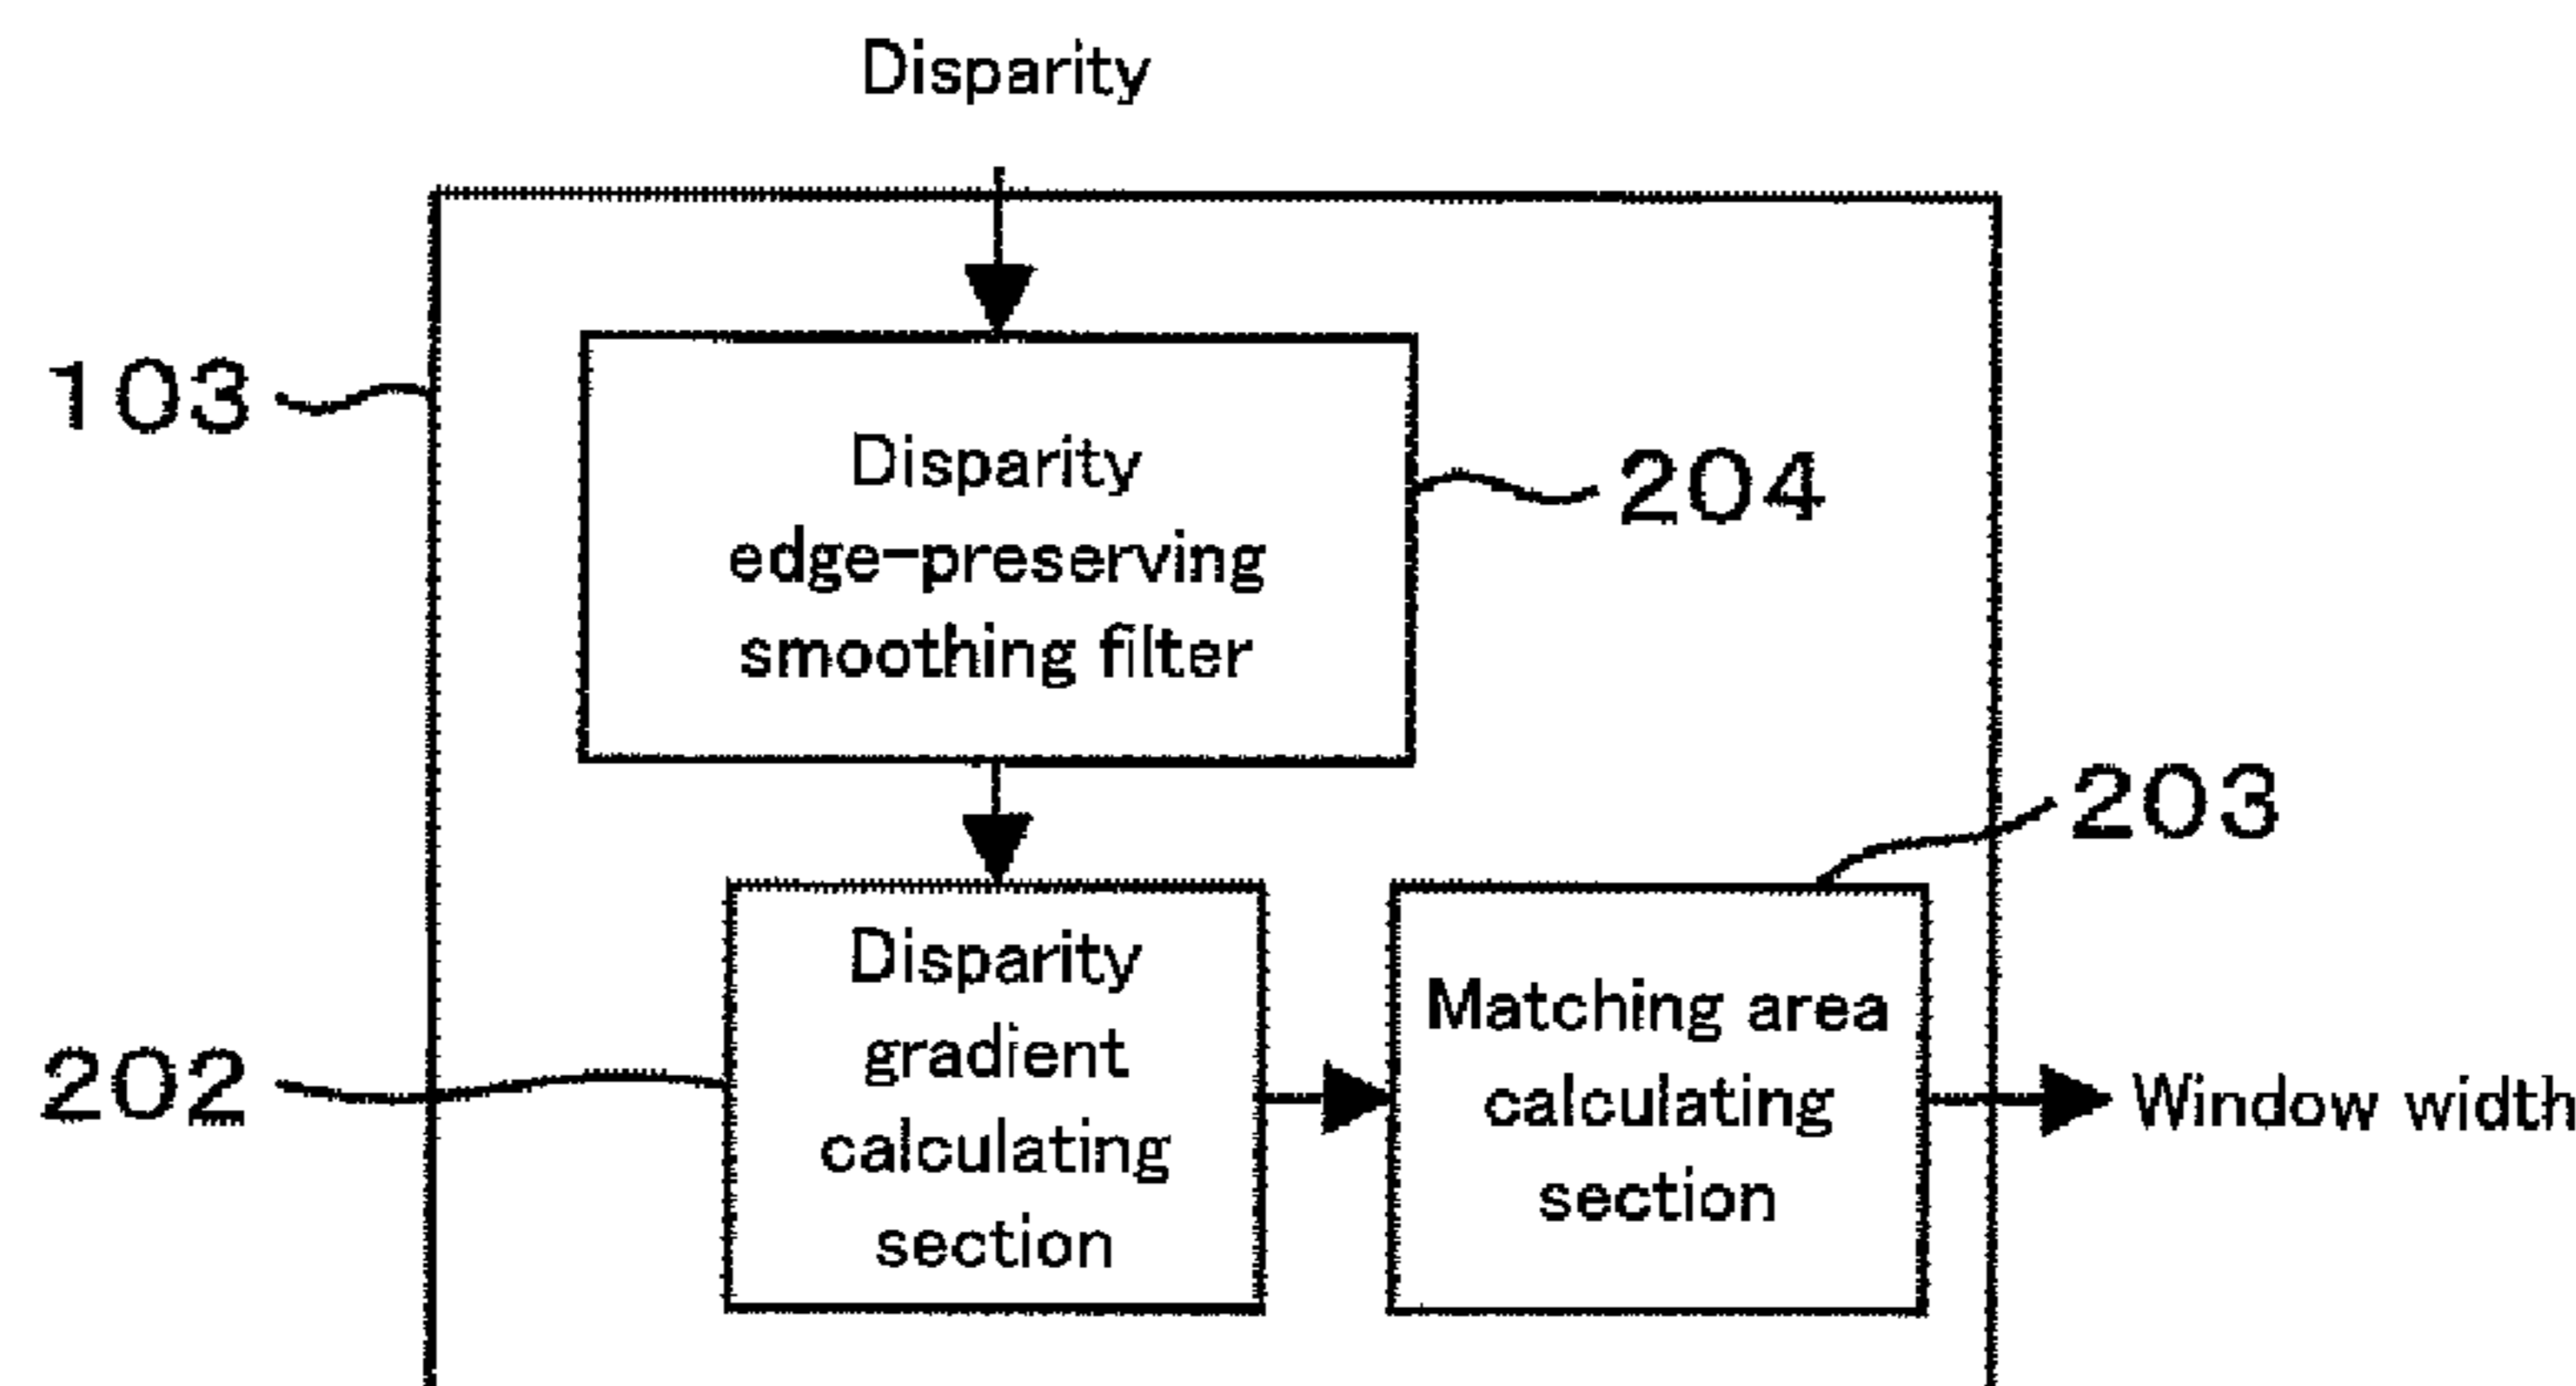 Disparity
103
Disparity
edge-preserving
smoothing filter
204
203
Disparity
gradient
calculating
section
202
Matching area
calculating
section
Window width